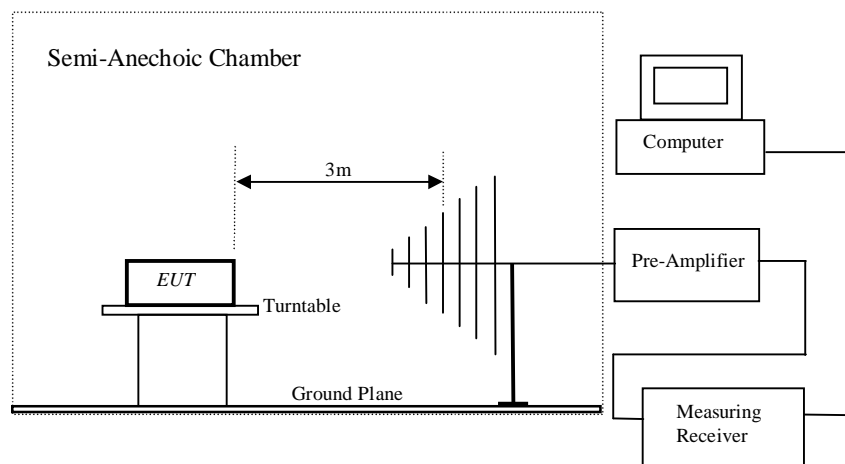 Semi-Anechoic Chamber
Computer
3m
Pre-Amplifier
EUT
Turntable
Ground Plane
Measuring
Receiver